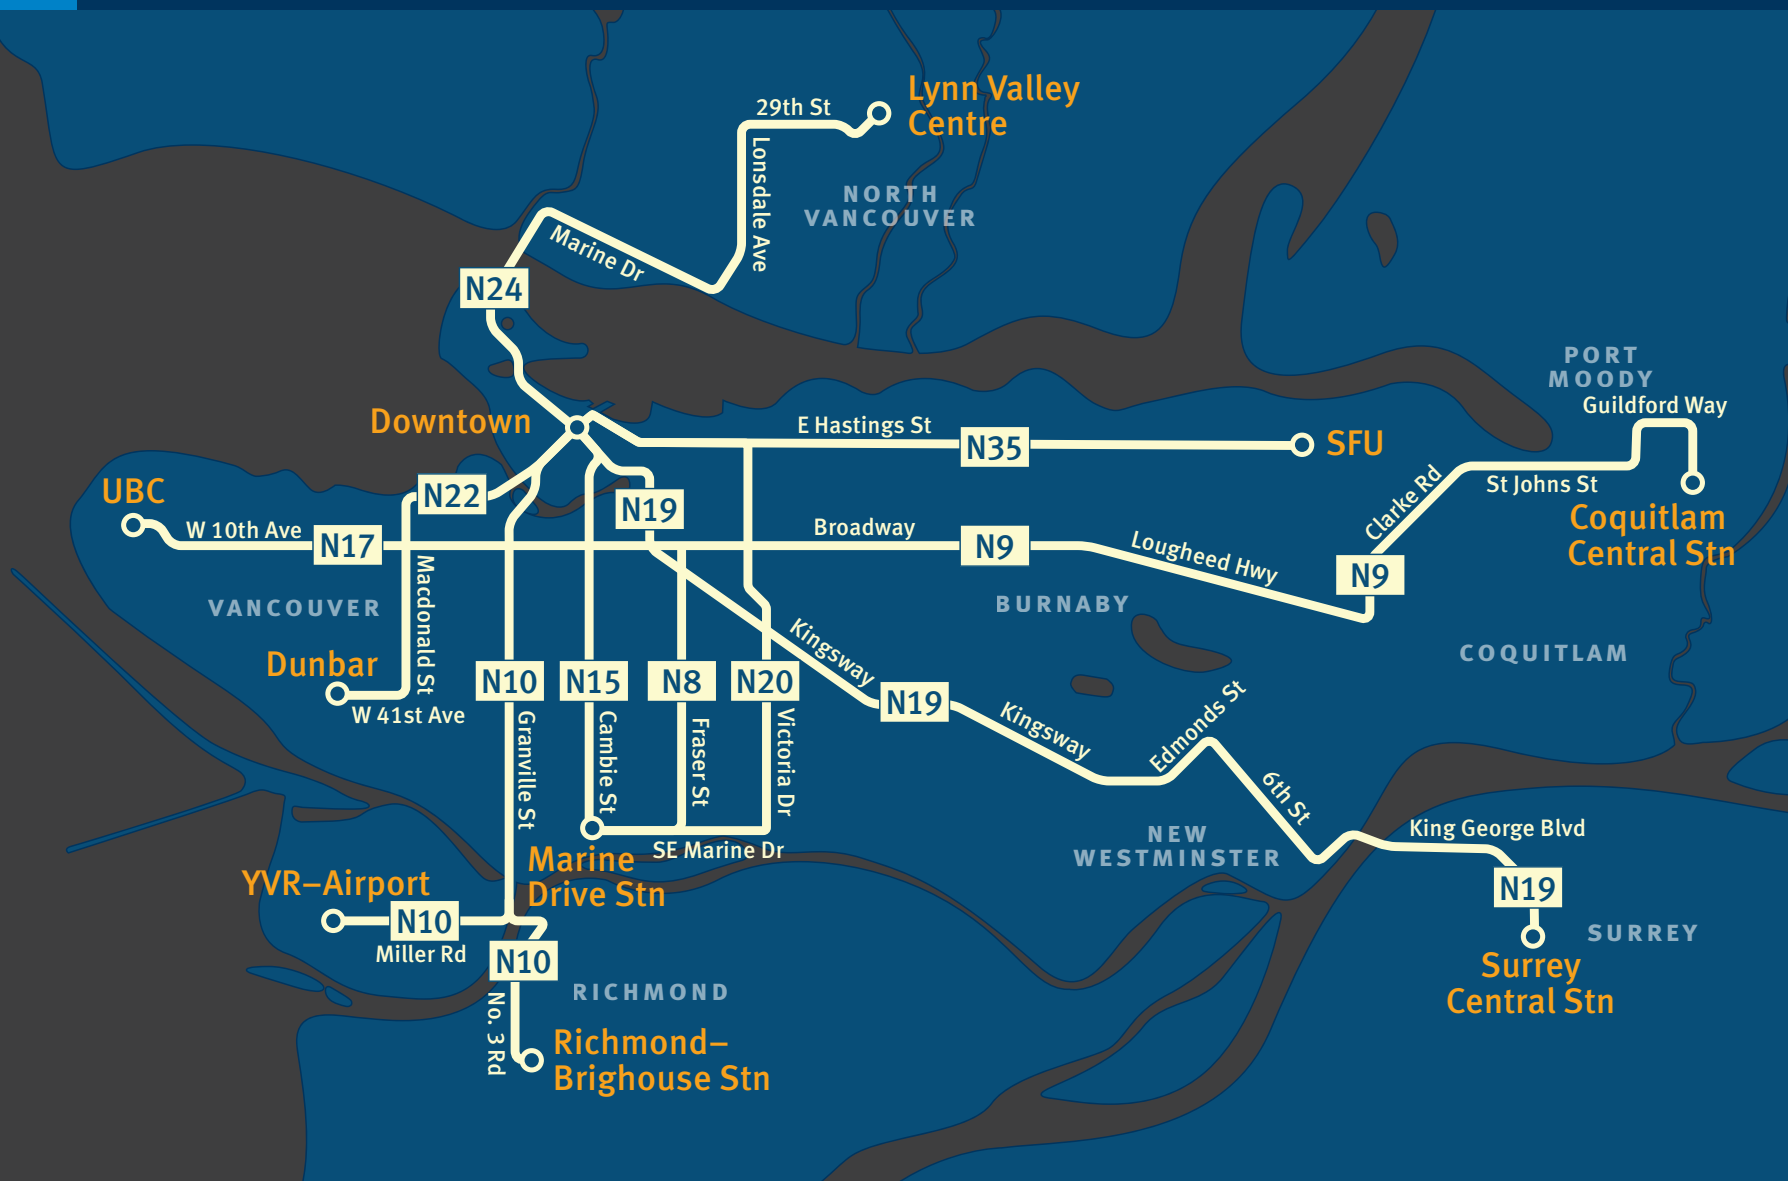 Lynn Valley
Centre
29th St
Lonsdale Ave
NORTH
VANCOUVER
Marine Dr
N24
PORT
MOODY
Guildford Way
Downtown
E Hastings St
N35
SFU
Clarke Rd
St Johns St
Coquitlam
Central Stn
UBC
N22
N19
W 10th Ave
N17
Broadway
N9
Lougheed Hwy
N9
Macdonald St
VANCOUVER
BURNABY
COQUITLAM
Dunbar
W 41st Ave
N10
N15
N8
N20
Kingsway
N19
Kingsway
Edmonds St
6th St
Granville St
Cambie St
Fraser St
Victoria Dr
SE Marine Dr
Marine
Drive Stn
NEW
WESTMINSTER
King George Blvd
N19
SURREY
Surrey
Central Stn
YVR–Airport
N10
Miller Rd
N10
RICHMOND
No. 3 Rd
Richmond–
Brighouse Stn